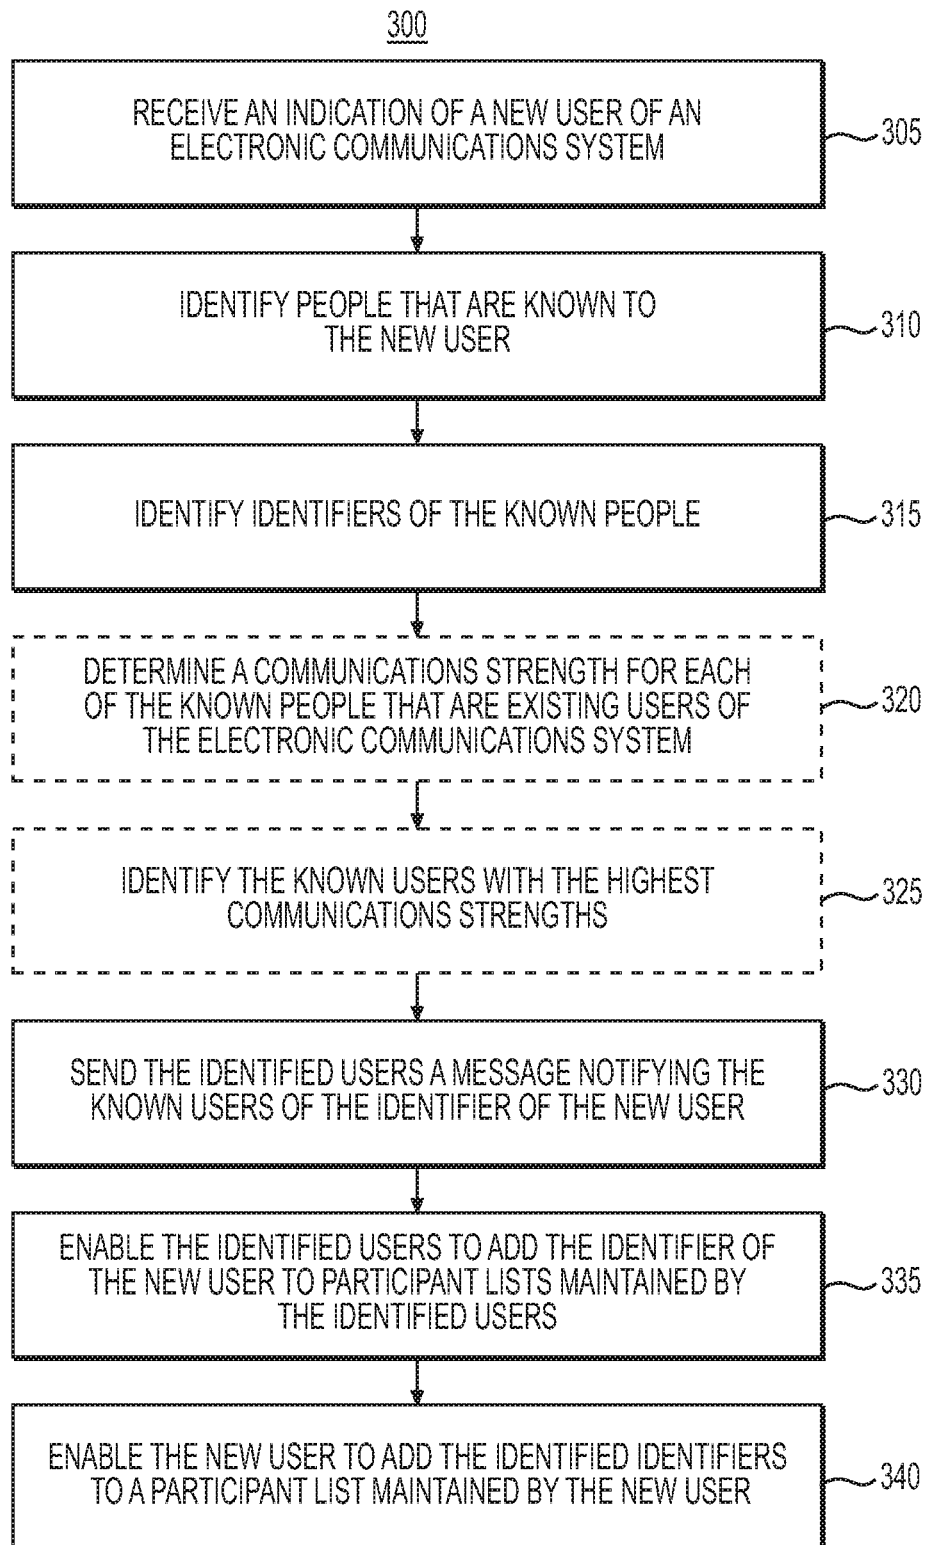 300
RECEIVE AN INDICATION OF A NEW USER OF AN
ELECTRONIC COMMUNICATIONS SYSTEM
305
IDENTIFY PEOPLE THAT ARE KNOWN TO
THE NEW USER
310
IDENTIFY IDENTIFIERS OF THE KNOWN PEOPLE
315
DETERMINE A COMMUNICATIONS STRENGTH FOR EACH
OF THE KNOWN PEOPLE THAT ARE EXISTING USERS OF
THE ELECTRONIC COMMUNICATIONS SYSTEM
320
IDENTIFY THE KNOWN USERS WITH THE HIGHEST
COMMUNICATIONS STRENGTHS
325
SEND THE IDENTIFIED USERS A MESSAGE NOTIFYING THE
KNOWN USERS OF THE IDENTIFIER OF THE NEW USER
330
ENABLE THE IDENTIFIED USERS TO ADD THE IDENTIFIER OF
THE NEW USER TO PARTICIPANT LISTS MAINTAINED BY
THE IDENTIFIED USERS
335
ENABLE THE NEW USER TO ADD THE IDENTIFIED IDENTIFIERS
TO A PARTICIPANT LIST MAINTAINED BY THE NEW USER
340